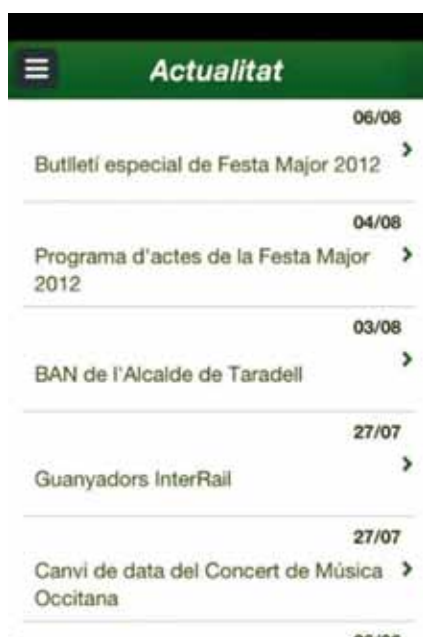 Actualitat
06/08
Butlletí especial de Festa Major 2012
04/08
Programa d'actes de la Festa Major
2012
03/08
BAN de l'Alcalde de Taradell
27/07
Guanyadors InterRail
27/07
Canvi de data del Concert de Música
Occitana